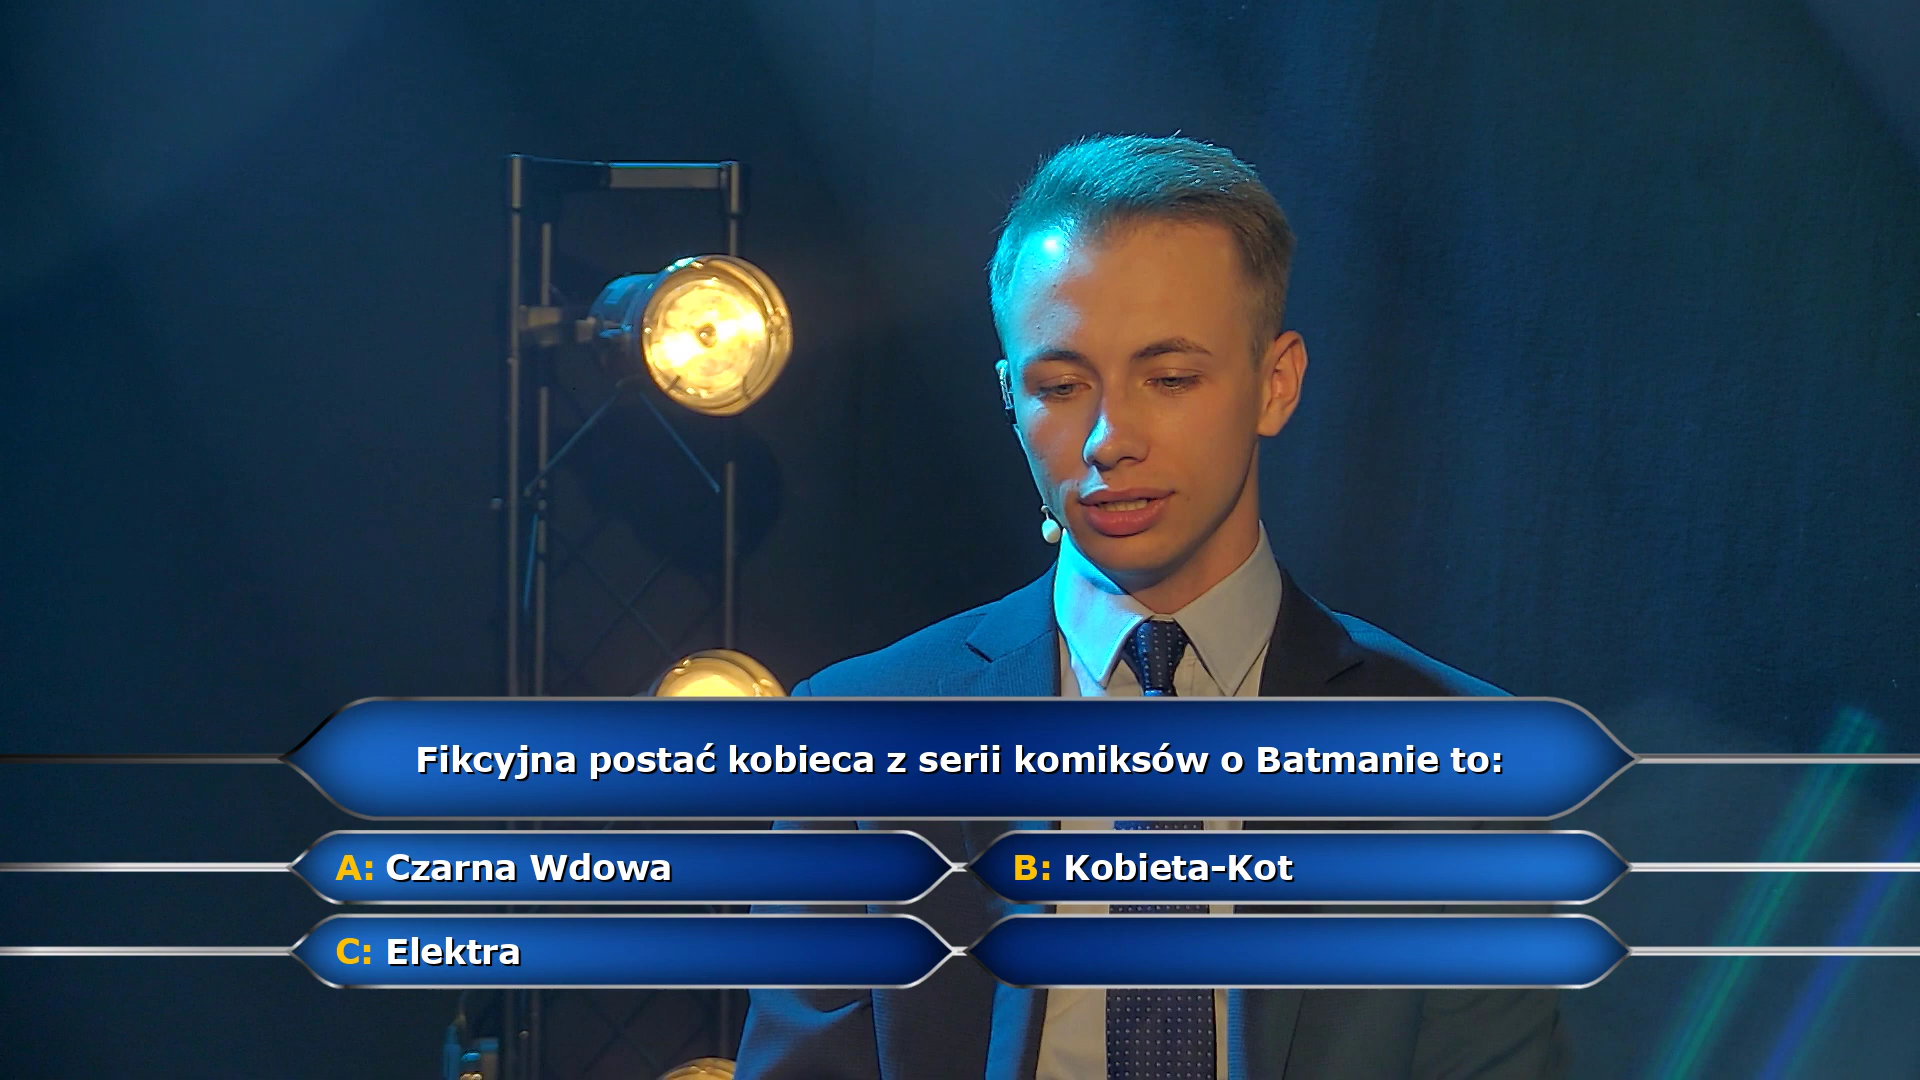 Fikcyjna postać kobieca z serii komiksów o Batmanie to:
A: Czarna Wdowa
B: Kobieta-Kot
C: Elektra